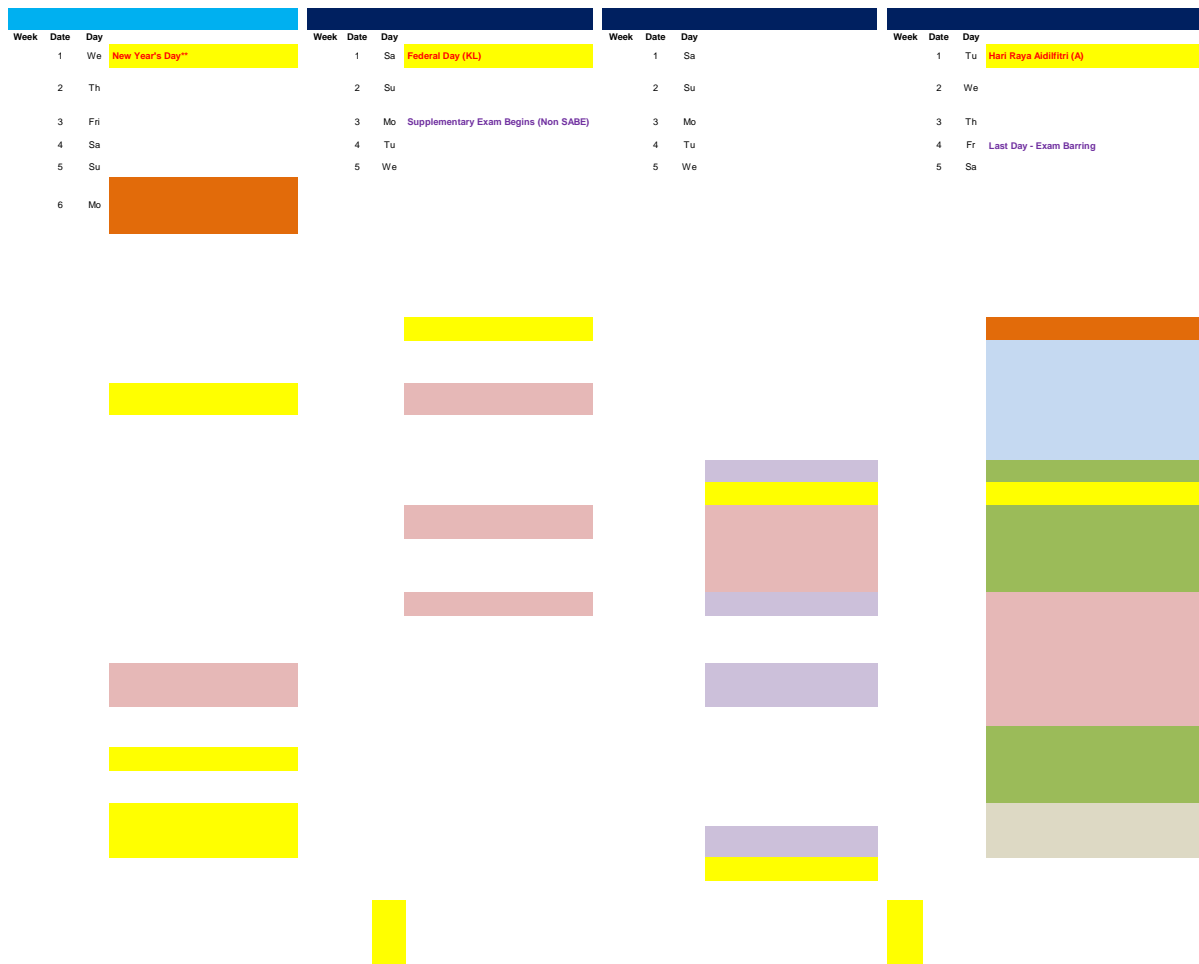 Week Date Day Week Date Day Week Date Day Week Date Day
1 We New Year's Day** 1 Sa Federal Day (KL) 1 Sa 1 Tu Hari Raya Aidilfitri (A)
2 Th 2 Su 2 Su 2 We
3 Fri 3 Mo Supplementary Exam Begins (Non SABE) 3 Mo 3 Th
4 Sa 4 Tu 4 Tu 4 Fr Last Day - Exam Barring
5 Su 5 We 5 We 5 Sa
6 Mo